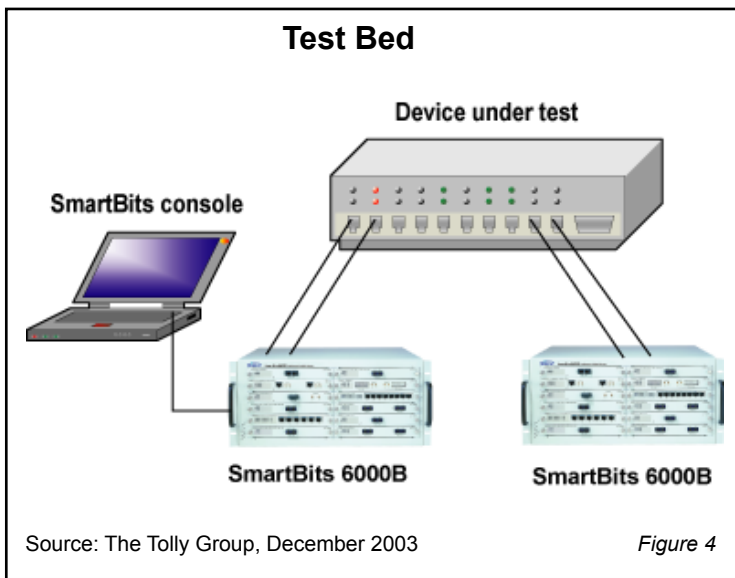 Test Bed
Device under test
SmartBits console
SmartBits 6000B
SmartBits 6000B
Source: The Tolly Group, December 2003
Figure 4